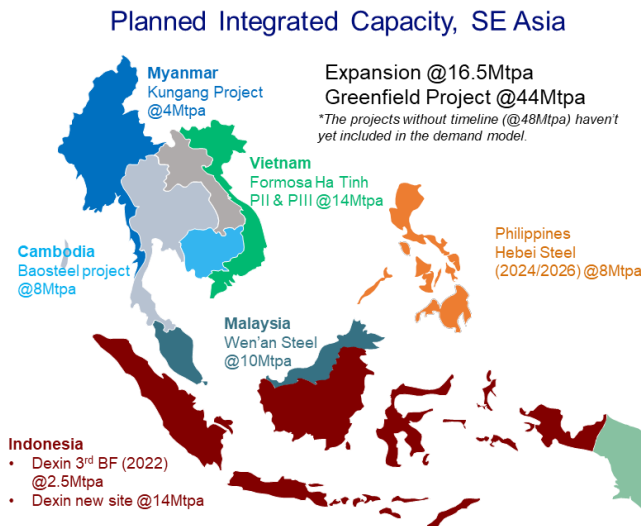 Planned Integrated Capacity, SE Asia
Myanmar
Kungang Project
@4Mtpa
Expansion @16.5Mtpa
Greenfield Project @44Mtpa
*The projects without timeline (@48Mtpa) haven't
yet included in the demand model.
Vietnam
Formosa Ha Tinh
PII & PIII @14Mtpa
Cambodia
Baosteel project
@8Mtpa
Philippines
Hebei Steel
(2024/2026) @8Mtpa
Malaysia
Wen'an Steel
@10Mtpa
Indonesia
• Dexin 3rd BF (2022)
@2.5Mtpa
• Dexin new site @14Mtpa